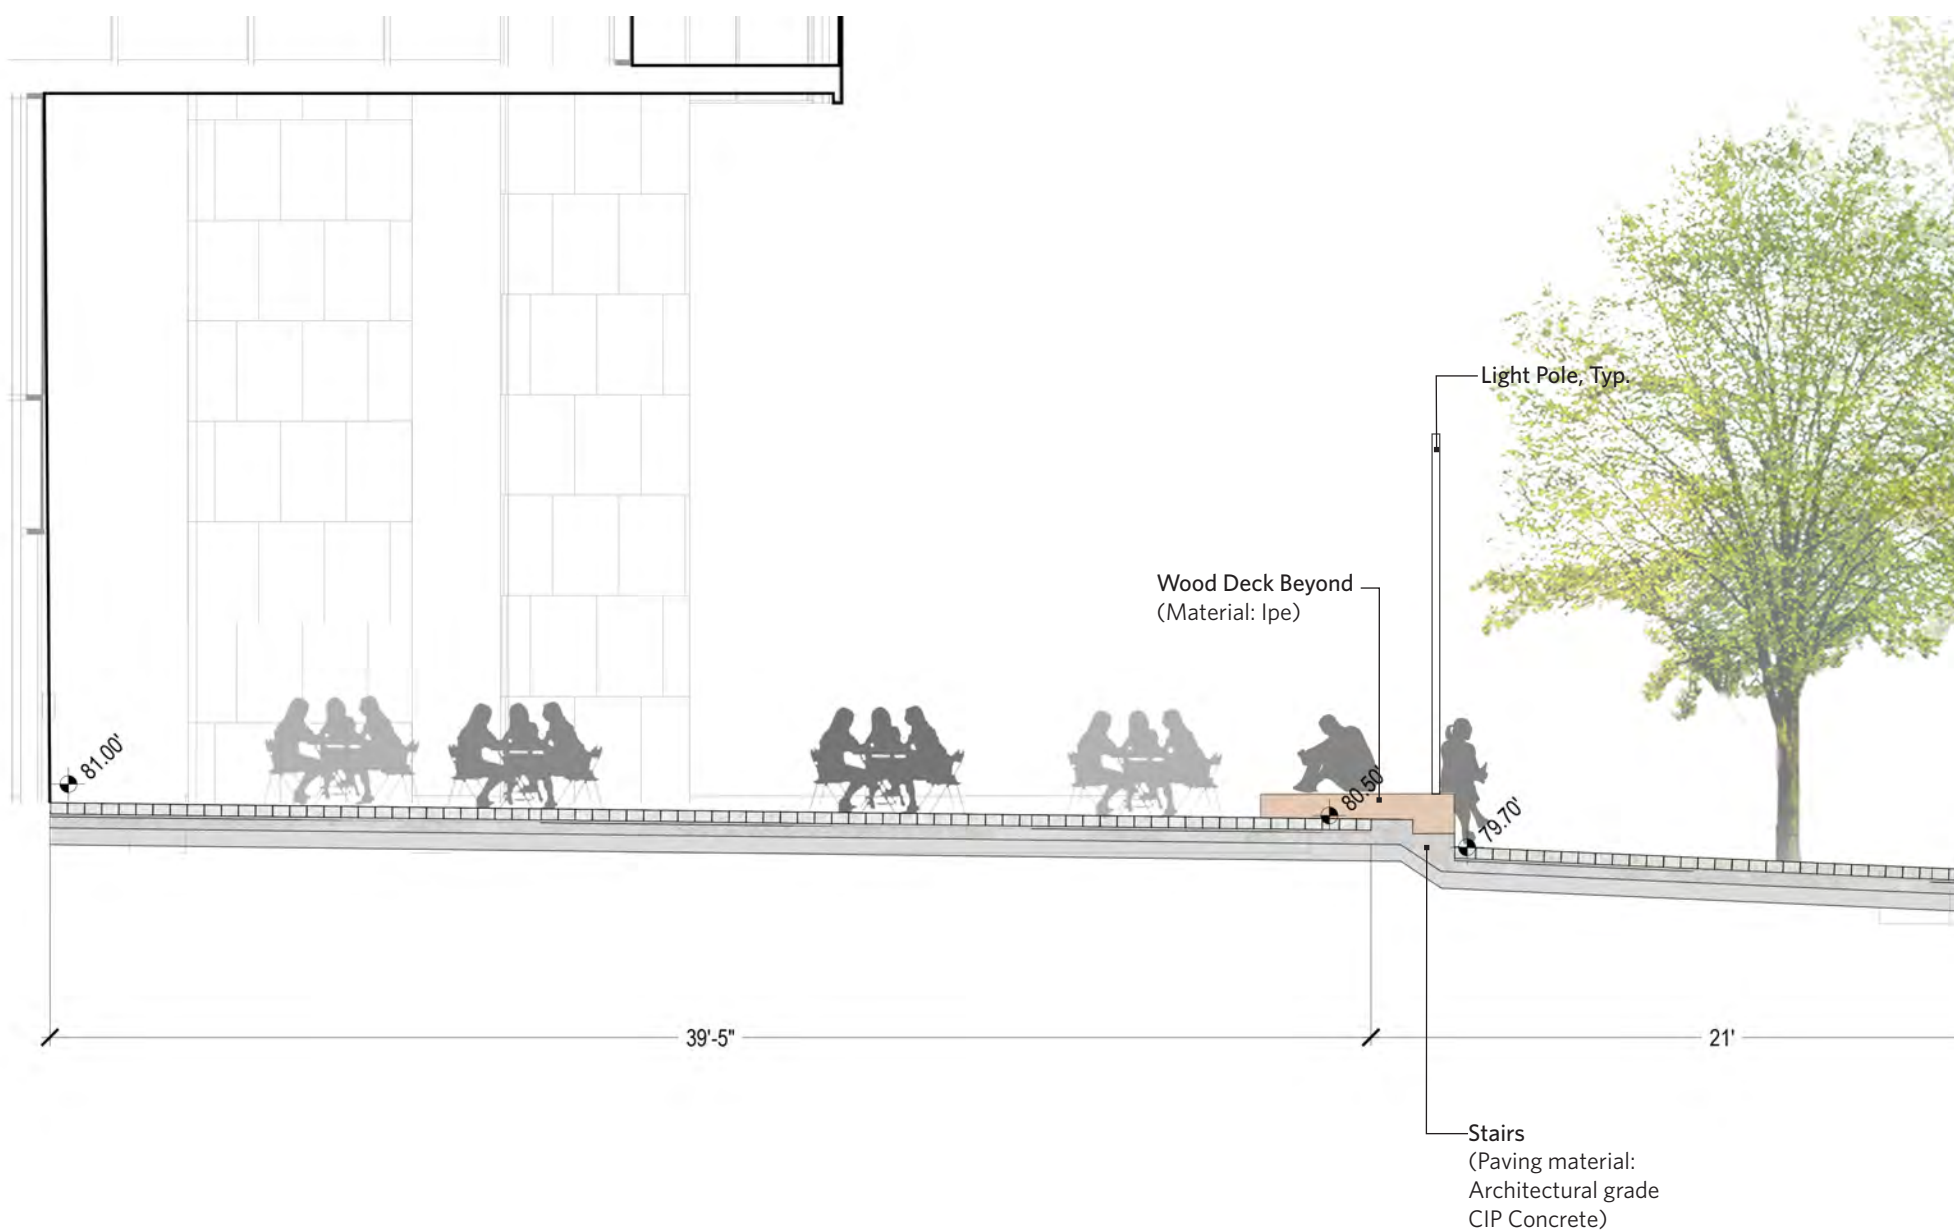 Light Pole, Typ.
Wood Deck Beyond
(Material: Ipe)
81.00'
80.50'
79.70'
39'-5"
21'
Stairs
(Paving material:
Architectural grade
CIP Concrete)